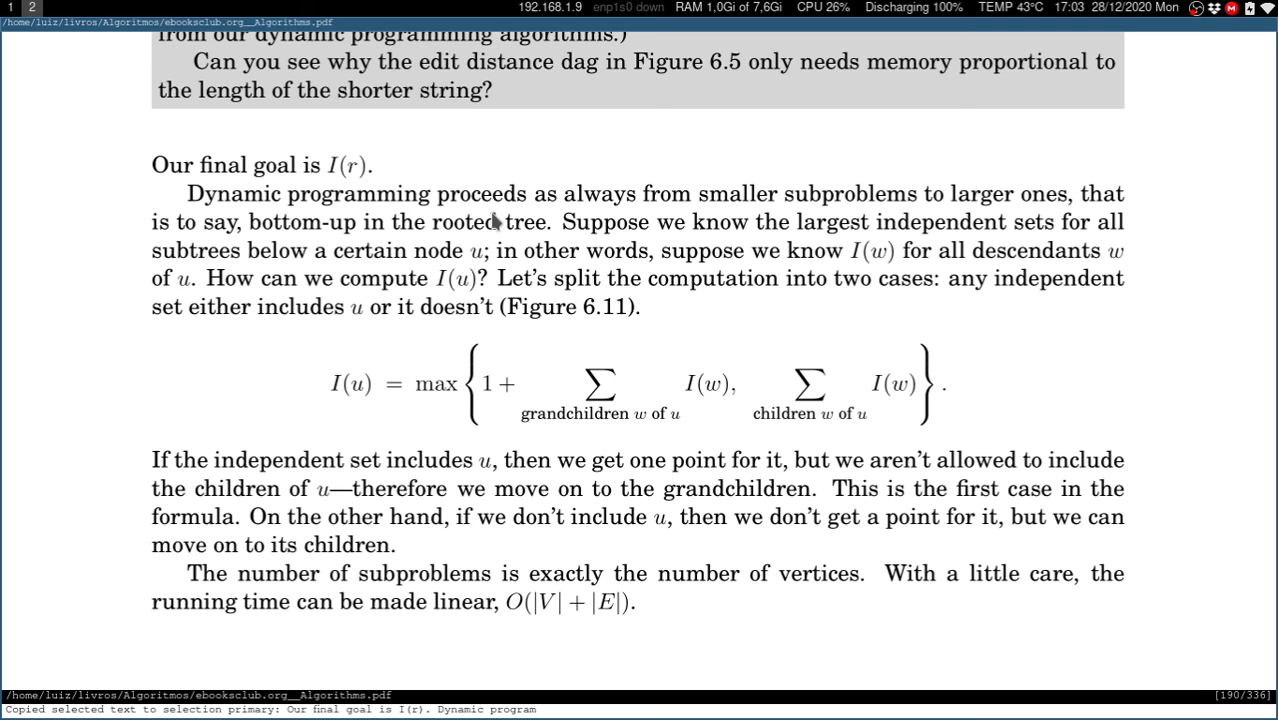 1 2 192.168.1.9 enp1s0 down RAM 1,0Gi of 7,6Gi CPU 26% Discharging 100% TEMP 43°C 17:03 28/12/2020 Mon
/home/luiz/livros/Algoritmos/ebooksclub.org__Algorithms.pdf
from our dynamic programming algorithms.)
Can you see why the edit distance dag in Figure 6.5 only needs memory proportional to
the length of the shorter string?
Our final goal is I(r).
Dynamic programming proceeds as always from smaller subproblems to larger ones, that
is to say, bottom-up in the rooted tree. Suppose we know the largest independent sets for all
subtrees below a certain node u; in other words, suppose we know I(w) for all descendants w
of u. How can we compute I(u)? Let's split the computation into two cases: any independent
set either includes u or it doesn't (Figure 6.11).
I(u) = max { 1 + ∑ I(w), ∑ I(w) } .
grandchildren w of u children w of u
If the independent set includes u, then we get one point for it, but we aren't allowed to include
the children of u—therefore we move on to the grandchildren. This is the first case in the
formula. On the other hand, if we don't include u, then we don't get a point for it, but we can
move on to its children.
The number of subproblems is exactly the number of vertices. With a little care, the
running time can be made linear, O(|V| + |E|).
/home/luiz/livros/Algoritmos/ebooksclub.org__Algorithms.pdf [190/336]
Copied selected text to selection primary: Our final goal is I(r). Dynamic program